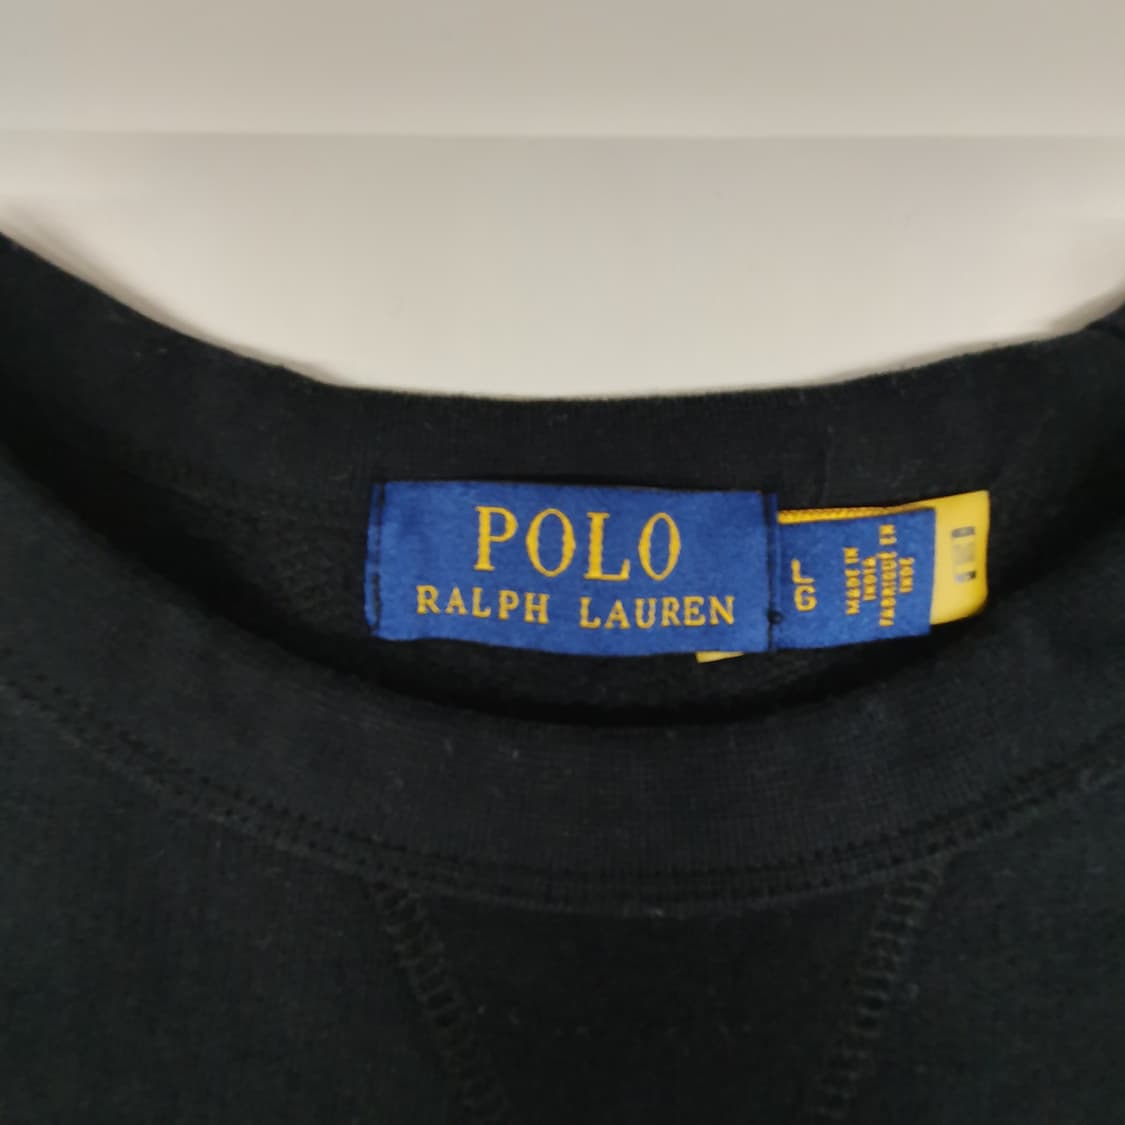 POLO
RALPH LAUREN
L
G
MADE IN
INDIA
FABRIQUÉ EN
INDE